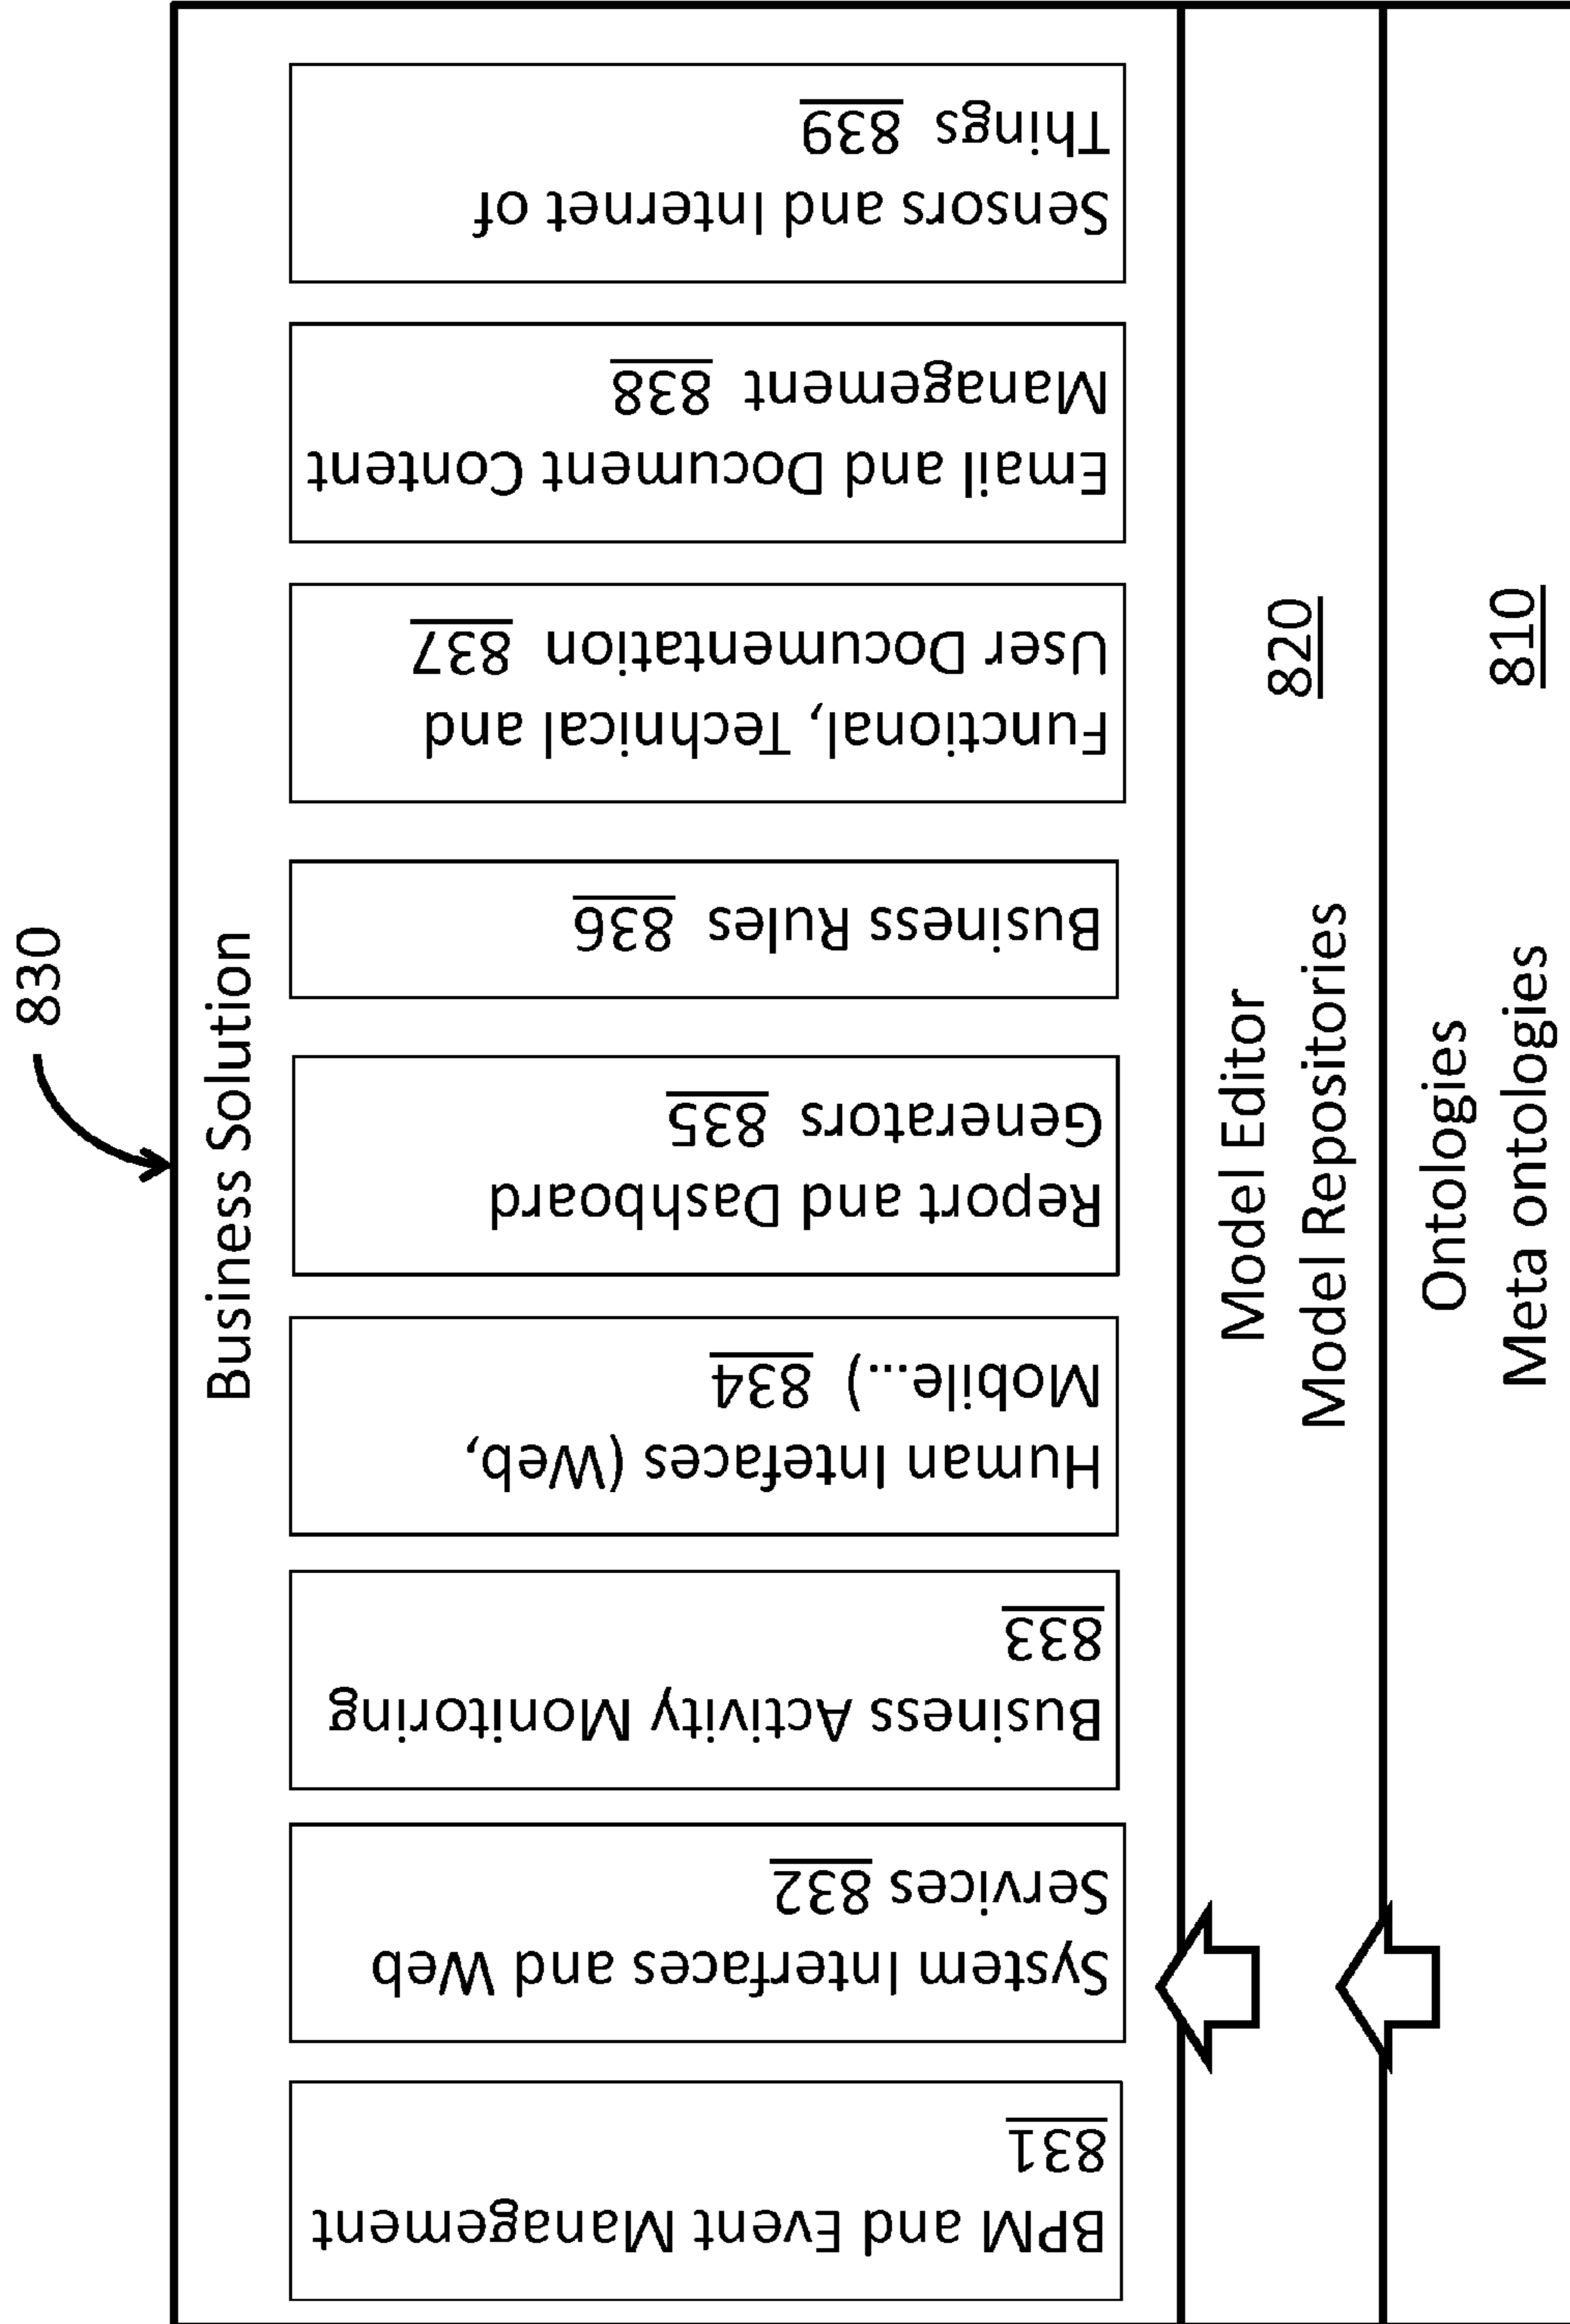 830
Business Solution
BPM and Event Management
831
System Interfaces and Web
Services 832
Business Activity Monitoring
833
Human Interfaces (Web,
Mobile...) 834
Report and Dashboard
Generators 835
Business Rules 836
Functional, Technical and
User Documentation 837
Email and Document Content
Management 838
Sensors and Internet of
Things 839
Model Editor
Model Repositories
820
Ontologies
Meta ontologies
810